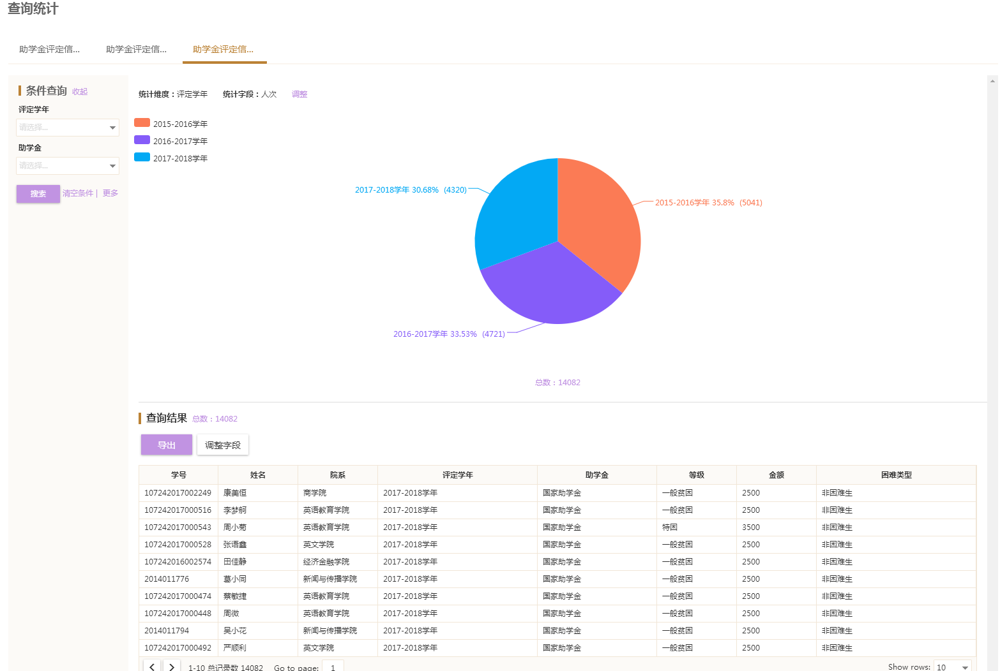 查询统计
助学金评定信... 助学金评定信... 助学金评定信...
条件查询 收起
评定学年
请选择...
助学金
请选择...
搜索 清空条件 | 更多
统计维度：评定学年 统计字段：人次 调整
2015-2016学年
2016-2017学年
2017-2018学年
2017-2018学年 30.68% (4320)
2015-2016学年 35.8% (5041)
2016-2017学年 33.53% (4721)
总数：14082
查询结果 总数：14082
导出 调整字段
学号 姓名 院系 评定学年 助学金 等级 金额 困难类型
107242017002249 康美恒 商学院 2017-2018学年 国家助学金 一般贫困 2500 非困难生
107242017000516 李梦舸 英语教育学院 2017-2018学年 国家助学金 一般贫困 2500 非困难生
107242017000543 周小菊 英语教育学院 2017-2018学年 国家助学金 特困 3500 非困难生
107242017000528 张语鑫 英文学院 2017-2018学年 国家助学金 一般贫困 2500 非困难生
107242016002574 田佳静 经济金融学院 2017-2018学年 国家助学金 一般贫困 2500 非困难生
2014011776 葛小同 新闻与传播学院 2017-2018学年 国家助学金 一般贫困 2500 非困难生
107242017000474 蔡敏捷 英语教育学院 2017-2018学年 国家助学金 一般贫困 2500 非困难生
107242017000448 周微 英语教育学院 2017-2018学年 国家助学金 一般贫困 2500 非困难生
2014011794 吴小花 新闻与传播学院 2017-2018学年 国家助学金 一般贫困 2500 非困难生
107242017000492 严顺利 英文学院 2017-2018学年 国家助学金 一般贫困 2500 非困难生
1-10 总记录数 14082 Go to page: 1 Show rows: 10